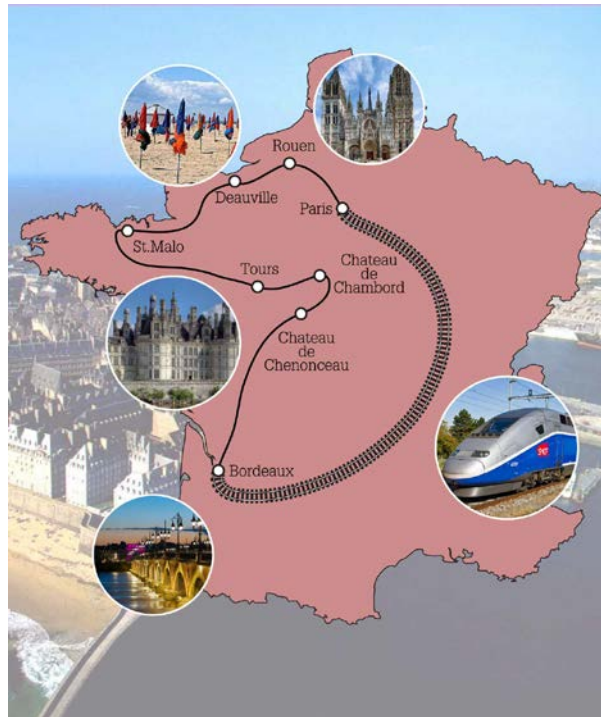 Rouen
Deauville
Paris
St.Malo
Tours
Chateau
de
Chambord
Chateau
de
Chenonceau
Bordeaux